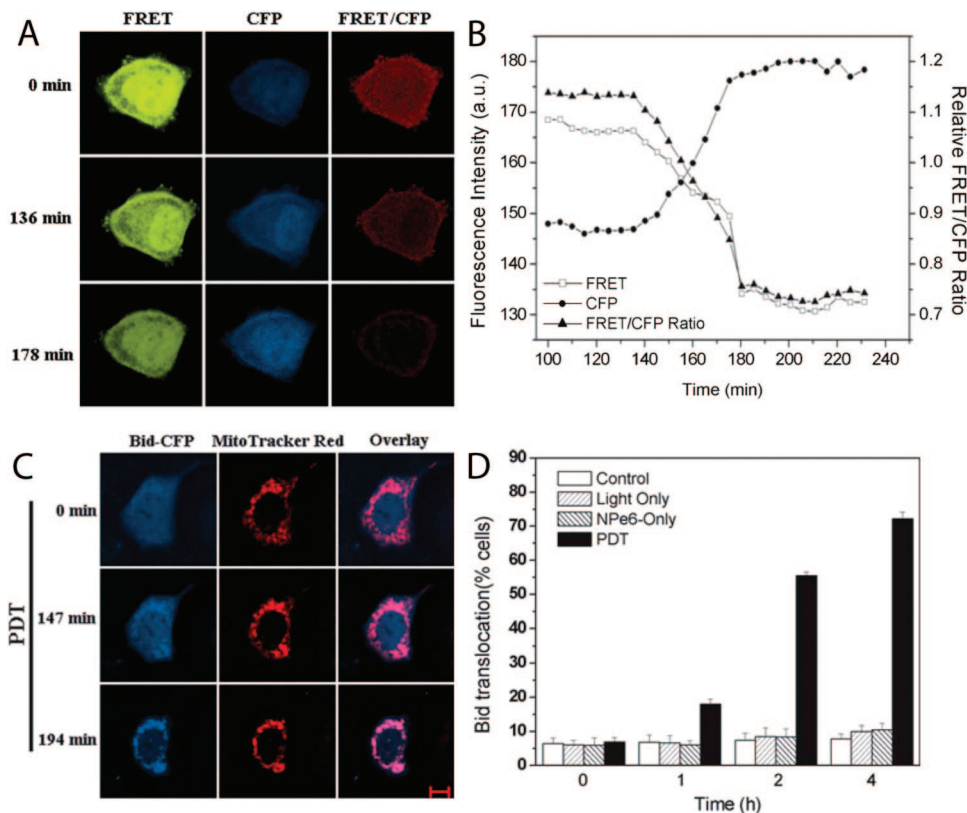 A
FRET CFP FRET/CFP
0 min
136 min
178 min
B
180
170
160
150
140
130
Fluorescence Intensity (a.u.)
1.2
1.1
1.0
0.9
0.8
0.7
Relative FRET/CFP Ratio
FRET
CFP
FRET/CFP Ratio
100 120 140 160 180 200 220 240
Time (min)
C
Bid-CFP MitoTracker Red Overlay
PDT
0 min
147 min
194 min
D
90
80
70
60
50
40
30
20
10
0
Bid translocation(% cells)
Control
Light Only
NPe6-Only
PDT
0 1 2 4
Time (h)